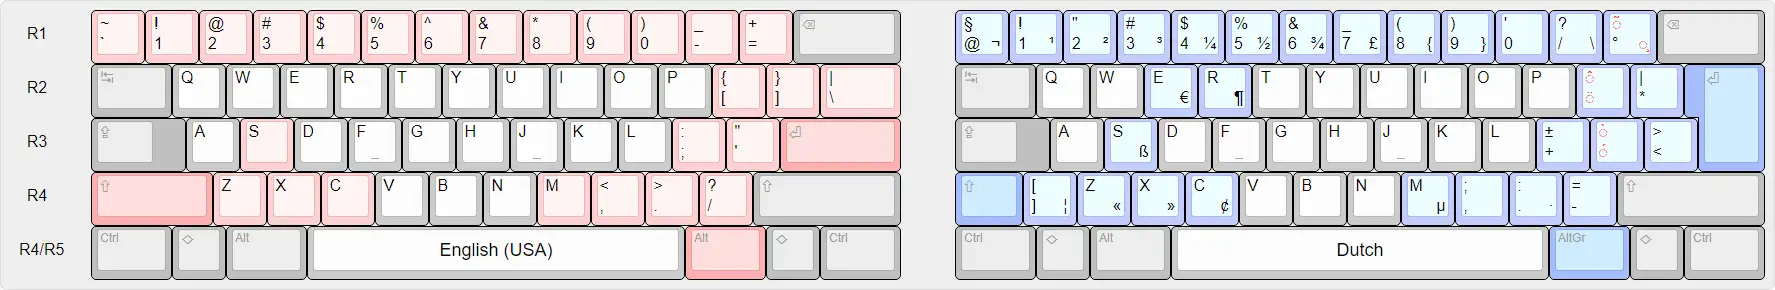 R1 ~ ! @ # $ % ^ & * ( ) _ + ⌫ § ! " # $ % & _ ( ) ' ? ◌̃ ⌫
` 1 2 3 4 5 6 7 8 9 0 - = @ ¬ 1 ¹ 2 ² 3 ³ 4 ¼ 5 ½ 6 ¾ 7 £ 8 { 9 } 0 / \ ° ◌̧
R2 ↹ Q W E R T Y U I O P { } | ↹ Q W E R T Y U I O P ◌̂ | ⏎
[ ] \ € ¶ ◌̈ *
R3 ⇪ A S D F G H J K L : " ⏎ ⇪ A S D F G H J K L ± ◌̀ >
_ _ ; ' ß _ _ + ◌́ <
R4 ⇧ Z X C V B N M < > ? ⇧ ⇧ [ Z X C V B N M ; : = ⇧
, . / ] ¦ « » ¢ µ , . · -
R4/R5 Ctrl ◇ Alt English (USA) Alt ◇ Ctrl Ctrl ◇ Alt Dutch AltGr ◇ Ctrl